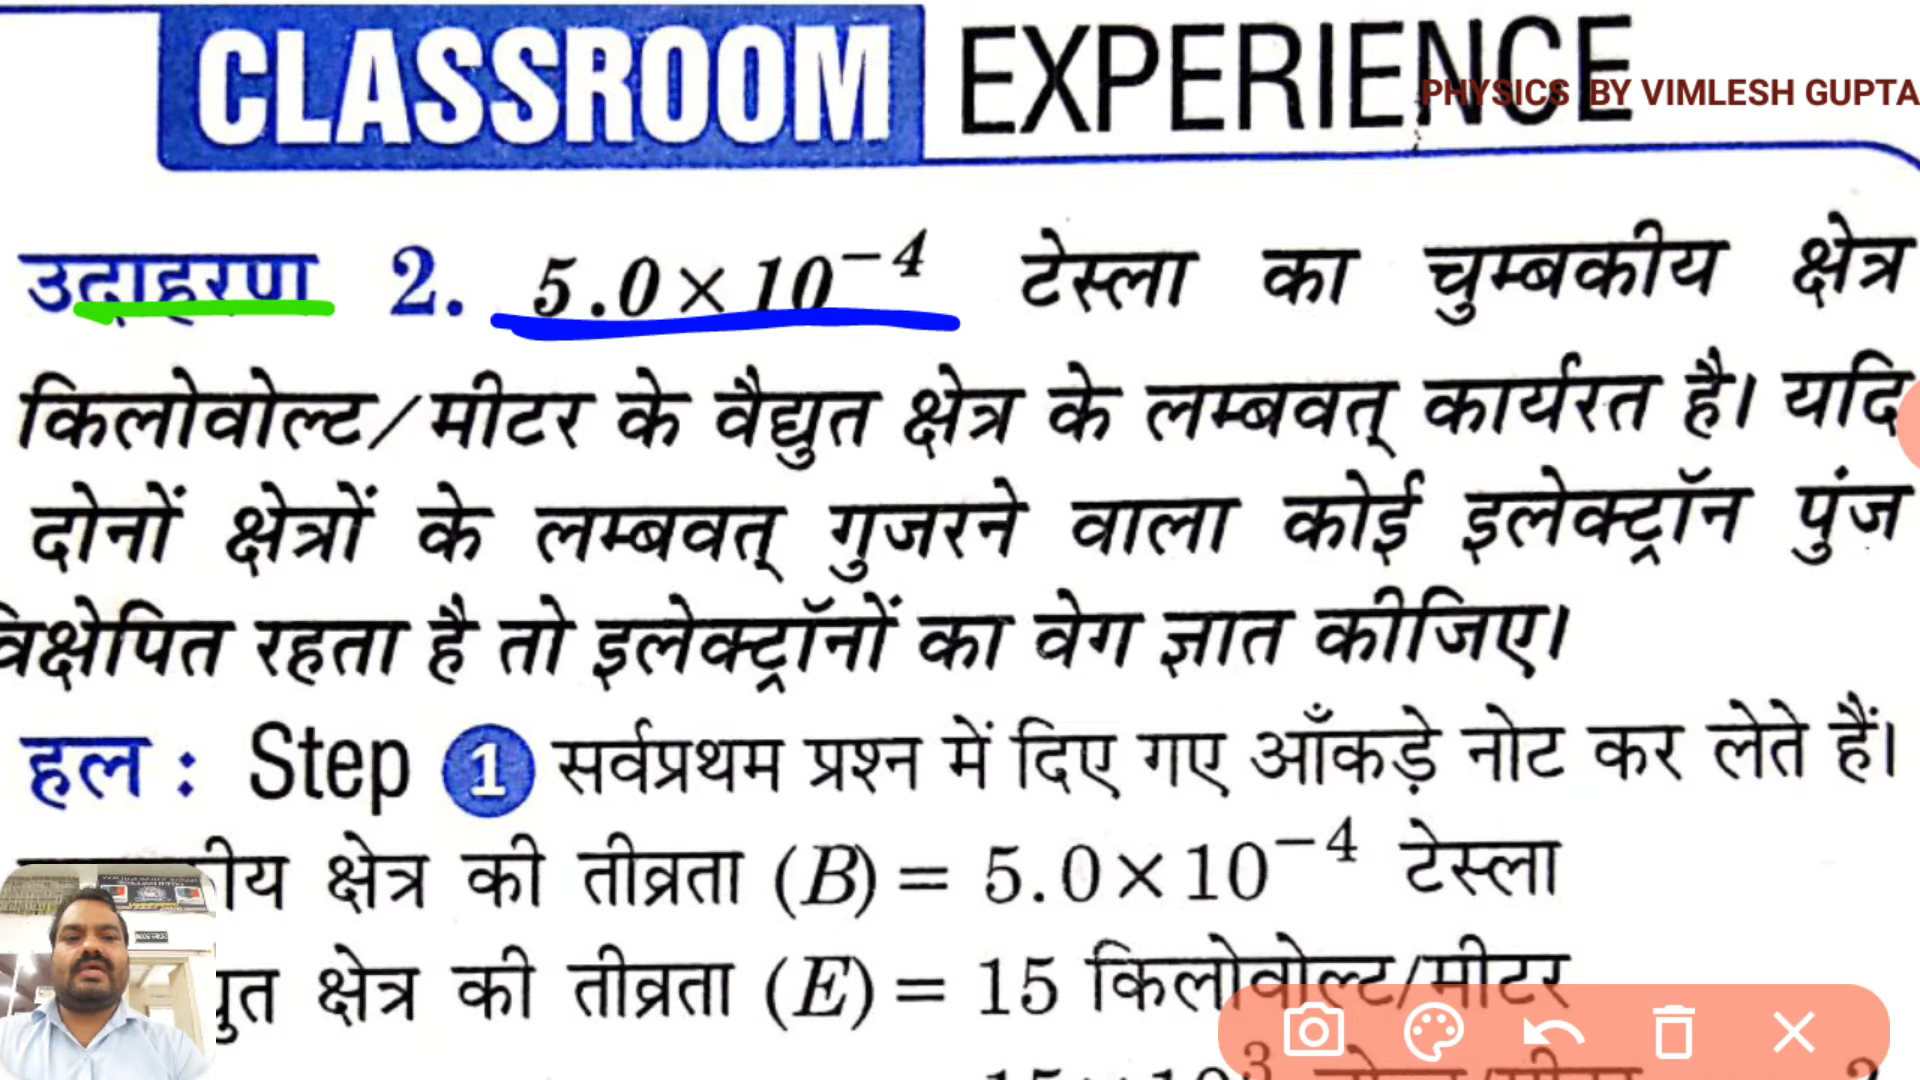 CLASSROOM EXPERIENCE
PHYSICS BY VIMLESH GUPTA
उदाहरण 2. 5.0×10⁻⁴ टेस्ला का चुम्बकीय क्षेत्र
किलोवोल्ट/मीटर के वैद्युत क्षेत्र के लम्बवत् कार्यरत है। यदि
दोनों क्षेत्रों के लम्बवत् गुजरने वाला कोई इलेक्ट्रॉन पुंज
विक्षेपित रहता है तो इलेक्ट्रॉनों का वेग ज्ञात कीजिए।
हल : Step 1 सर्वप्रथम प्रश्न में दिए गए आँकड़े नोट कर लेते हैं।
क्षेत्र की तीव्रता (B) = 5.0×10⁻⁴ टेस्ला
क्षेत्र की तीव्रता (E) = 15 किलोवोल्ट/मीटर